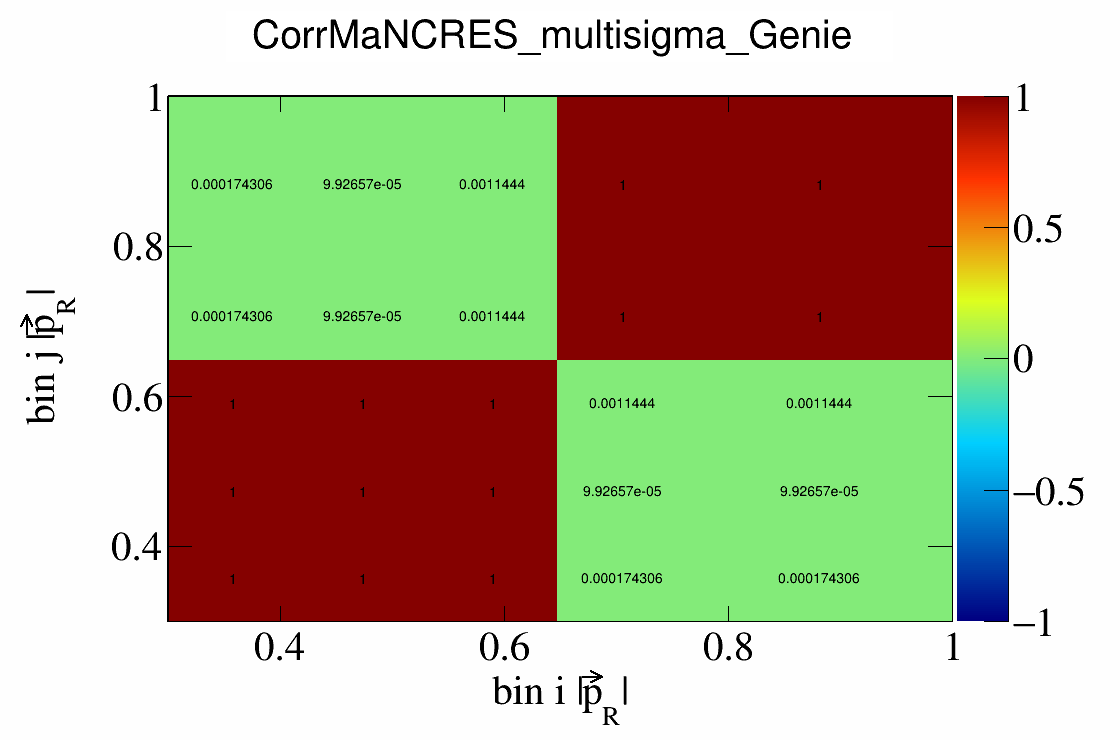 CorrMaNCRES_multisigma_Genie
1
1
0.000174306 9.92657e-05 0.0011444 1 1
0.8
0.5
0.000174306 9.92657e-05 0.0011444 1 1
0
0.6
1 1 1 0.0011444 0.0011444
1 1 1 9.92657e-05 9.92657e-05
−0.5
0.4
1 1 1 0.000174306 0.000174306
−1
0.4 0.6 0.8 1
bin i |p⃗_R|
bin j |p⃗_R|